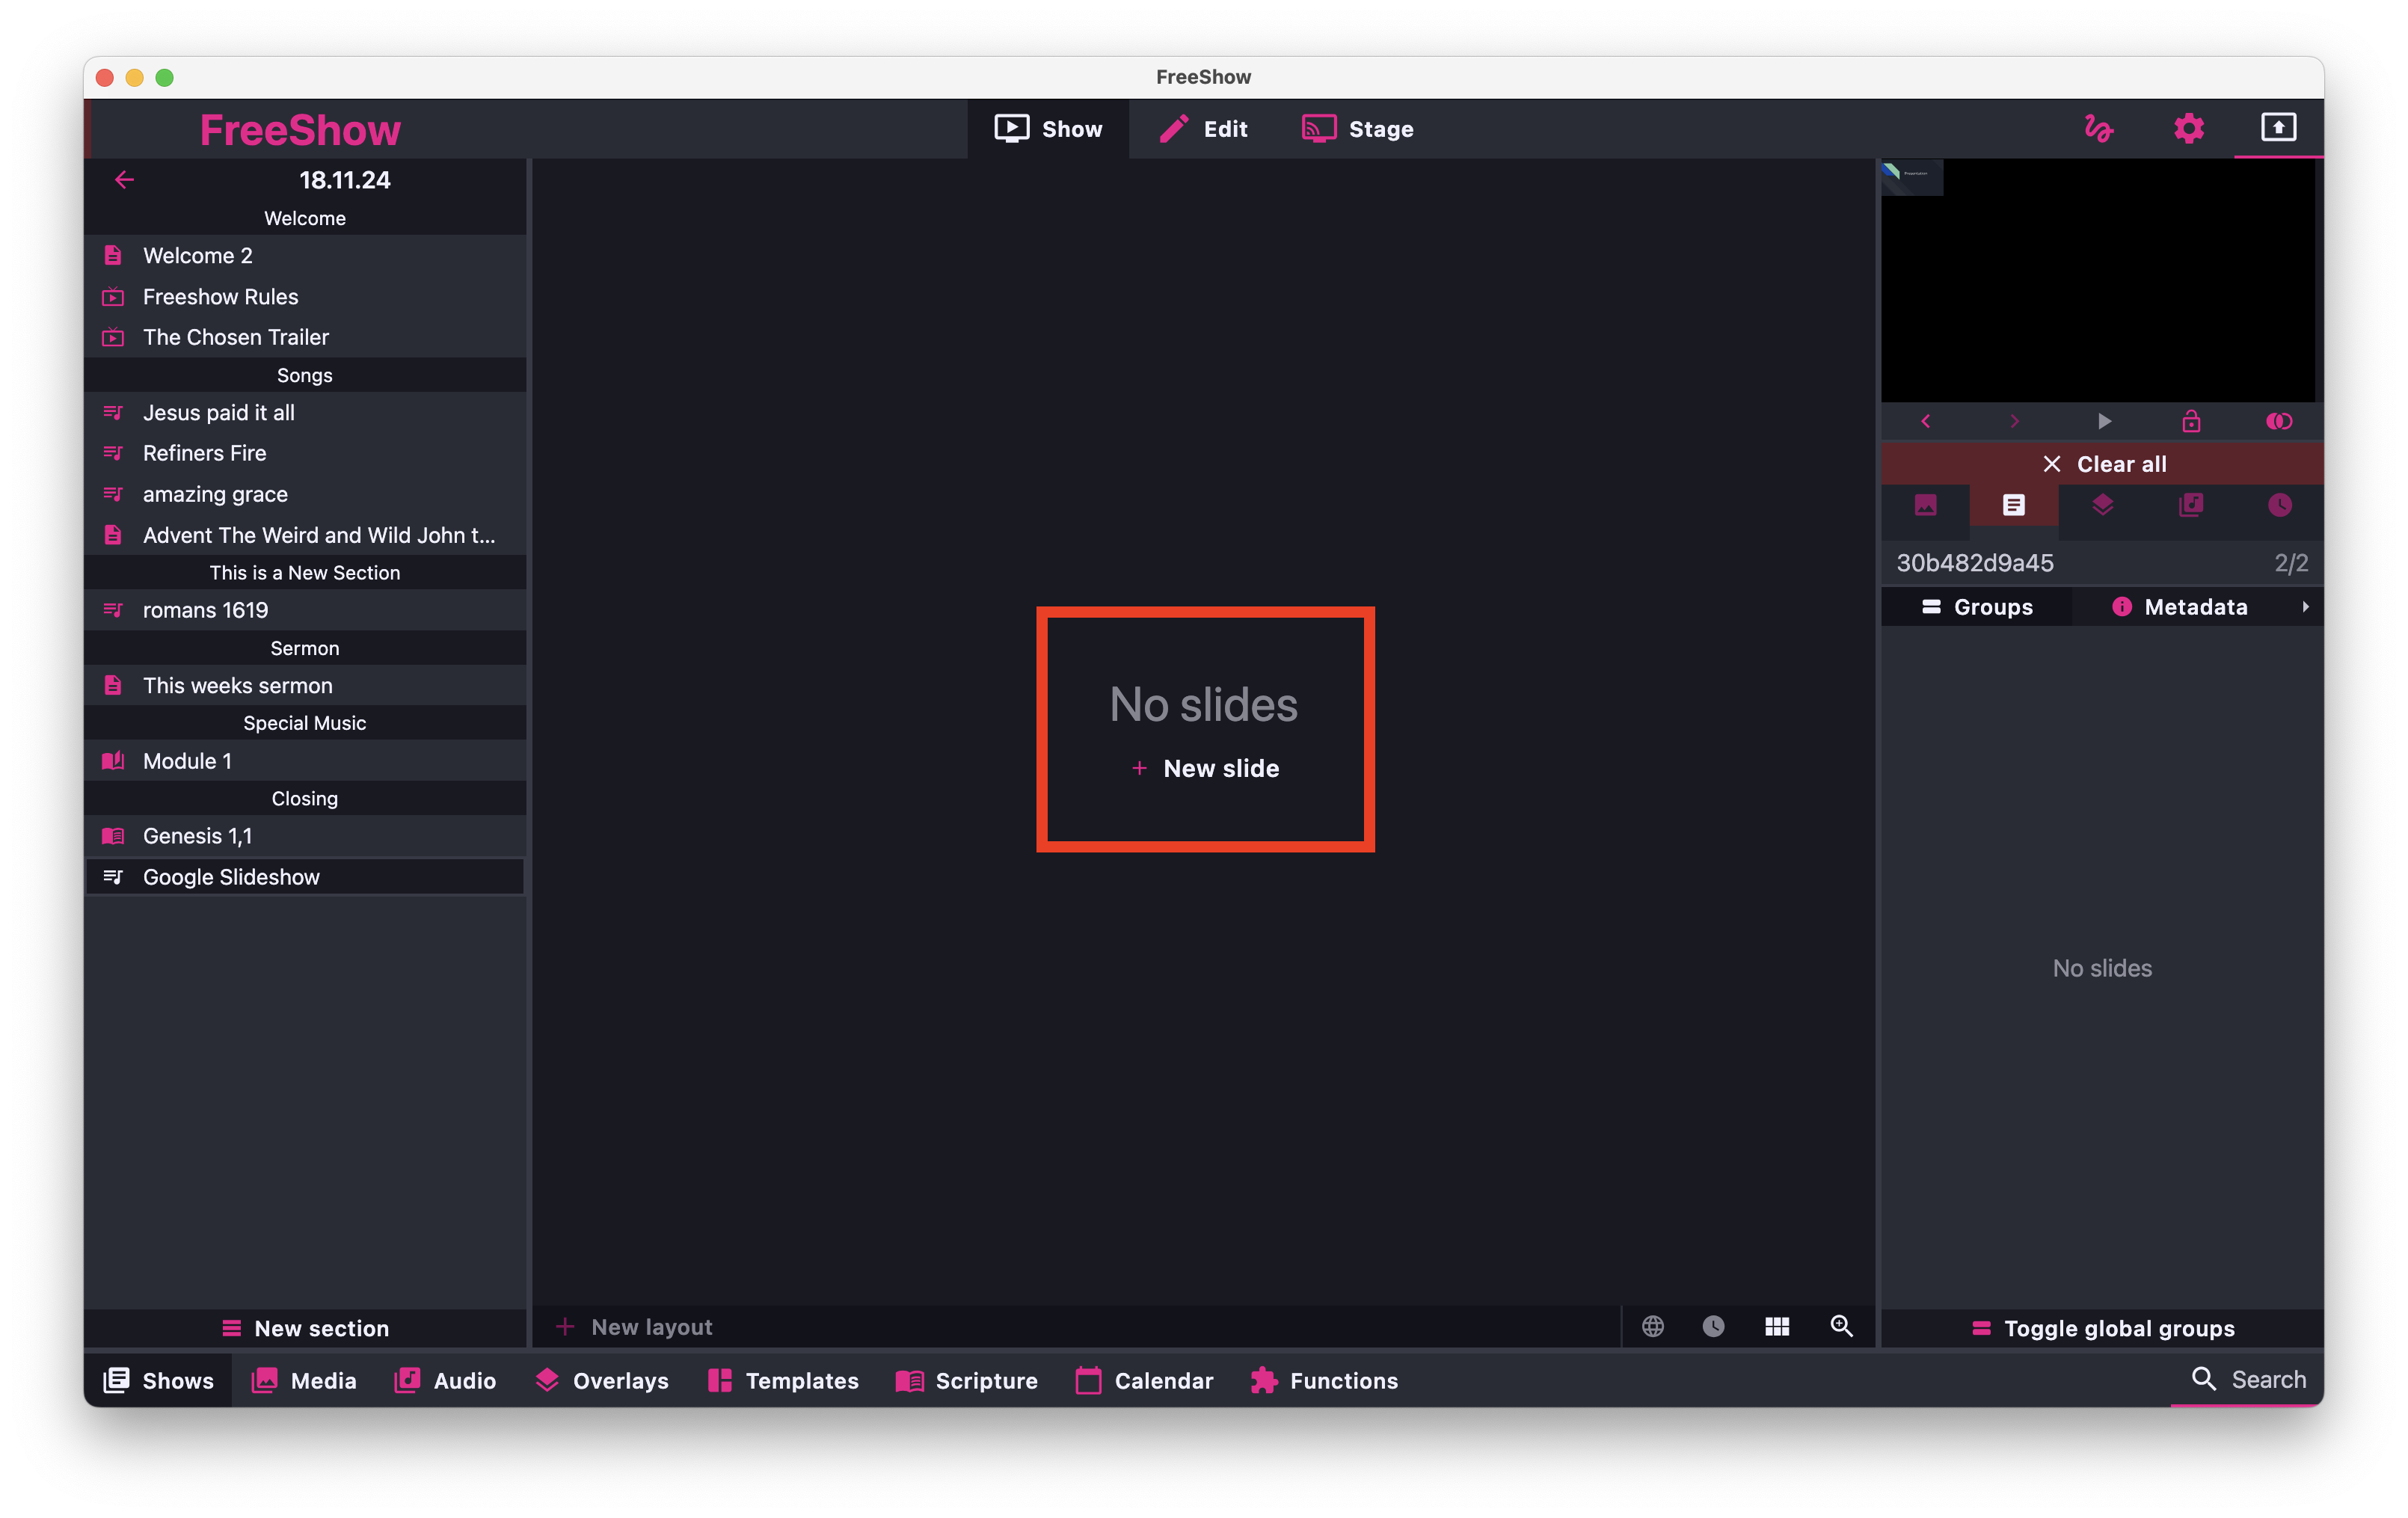 FreeShow
FreeShow
Show
Edit
Stage
18.11.24
Welcome
Welcome 2
Freeshow Rules
The Chosen Trailer
Songs
Jesus paid it all
Refiners Fire
amazing grace
Advent The Weird and Wild John t...
This is a New Section
romans 1619
Sermon
This weeks sermon
Special Music
Module 1
Closing
Genesis 1,1
Google Slideshow
New section
No slides
+ New slide
+ New layout
Clear all
30b482d9a45 2/2
Groups
Metadata
No slides
Toggle global groups
Shows
Media
Audio
Overlays
Templates
Scripture
Calendar
Functions
Search